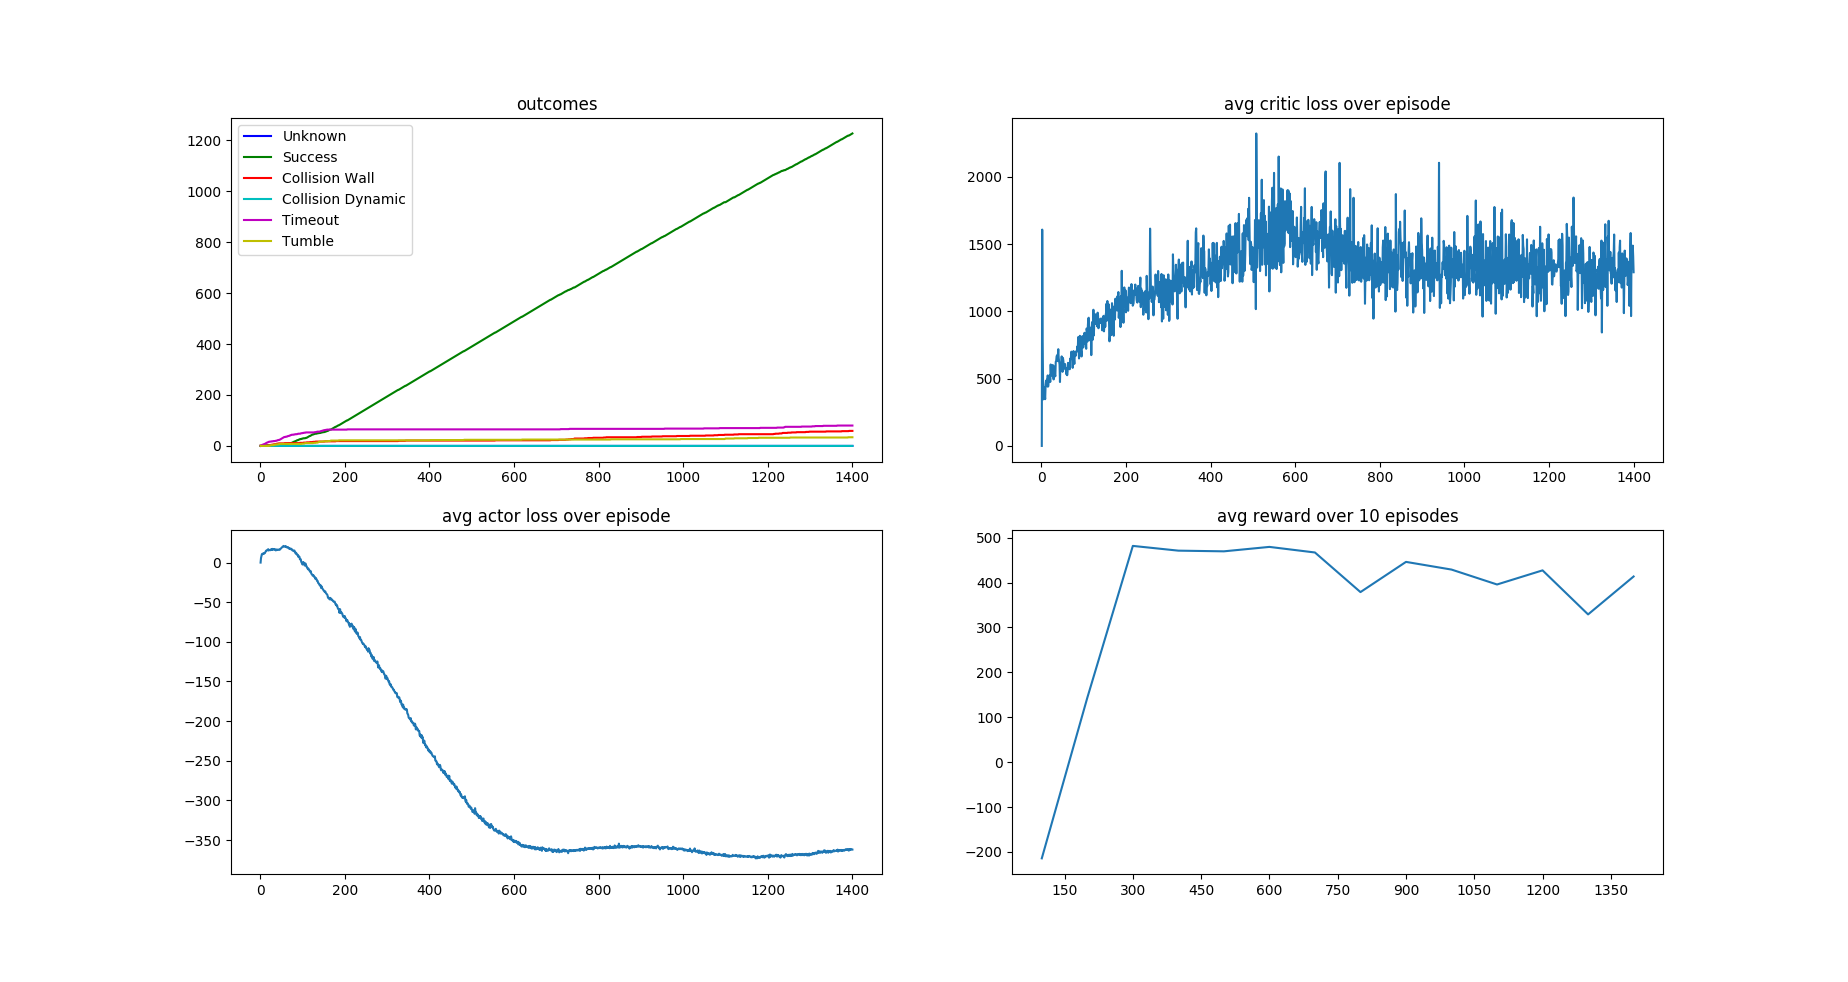 outcomes
1200
1000
800
600
400
200
0
Unknown
Success
Collision Wall
Collision Dynamic
Timeout
Tumble
0 200 400 600 800 1000 1200 1400
avg critic loss over episode
2000
1500
1000
500
0
0 200 400 600 800 1000 1200 1400
avg actor loss over episode
0
−50
−100
−150
−200
−250
−300
−350
0 200 400 600 800 1000 1200 1400
avg reward over 10 episodes
500
400
300
200
100
0
−100
−200
150 300 450 600 750 900 1050 1200 1350